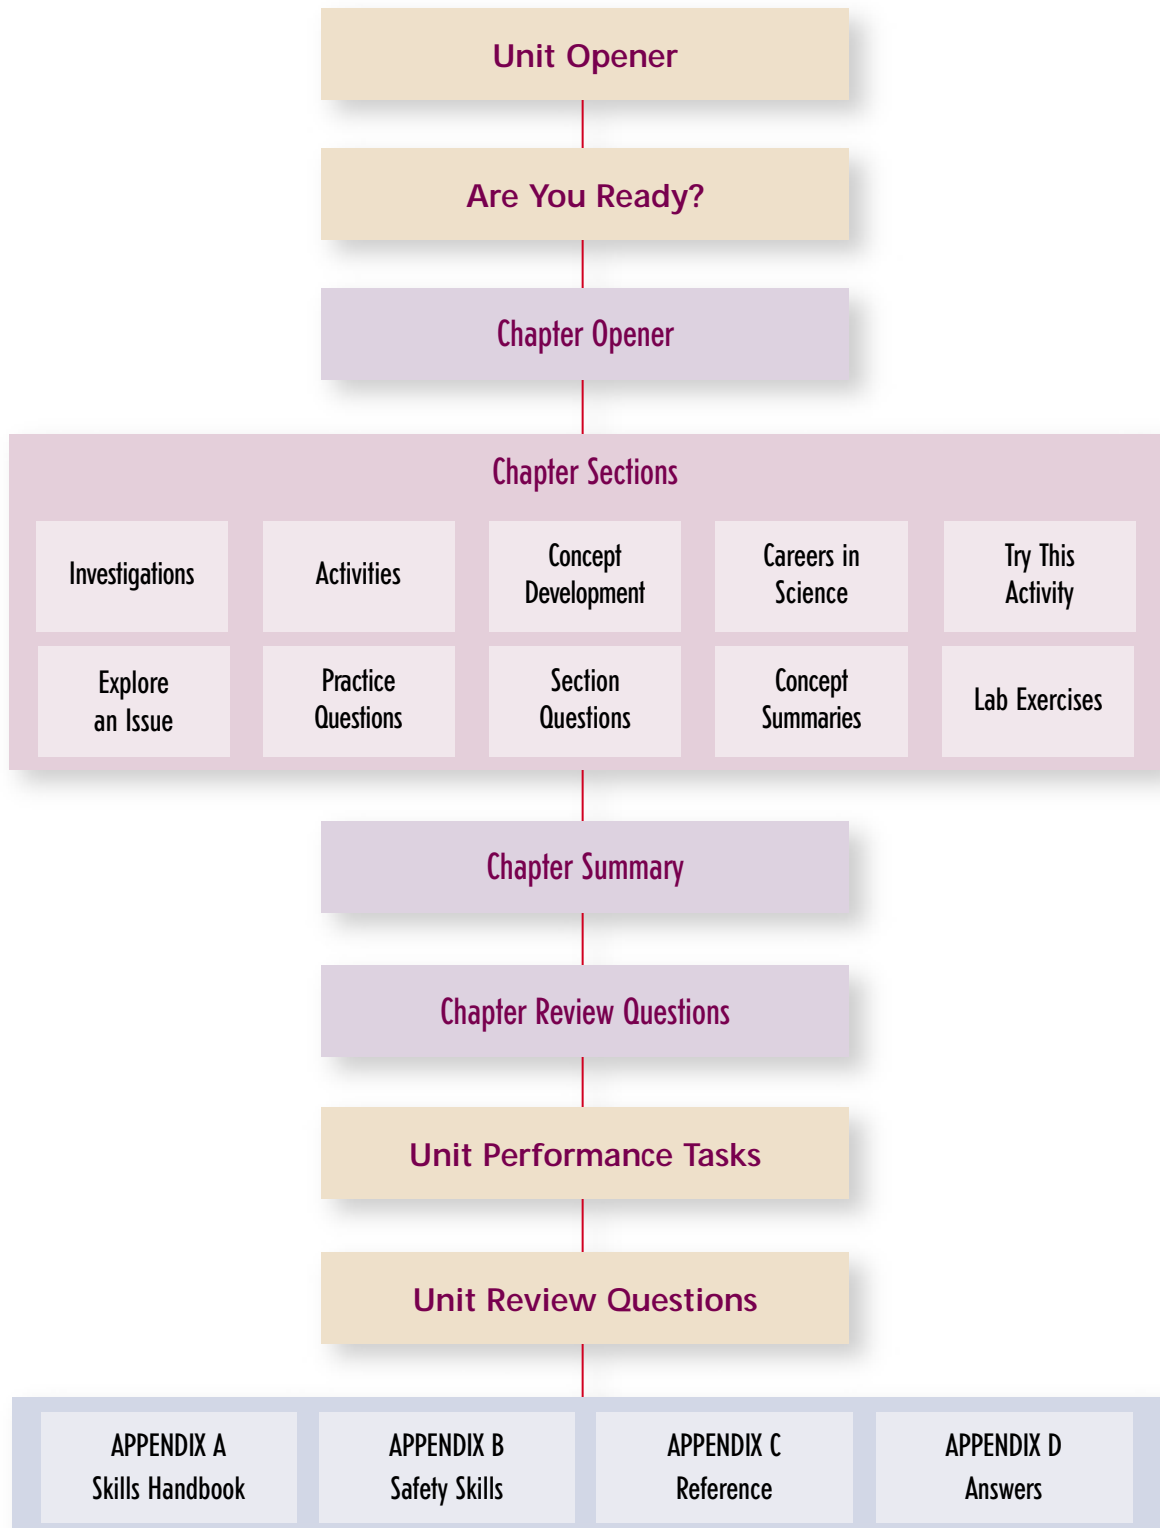 Unit Opener
Are You Ready?
Chapter Opener
Chapter Sections
Investigations
Activities
Concept
Development
Careers in
Science
Try This
Activity
Explore
an Issue
Practice
Questions
Section
Questions
Concept
Summaries
Lab Exercises
Chapter Summary
Chapter Review Questions
Unit Performance Tasks
Unit Review Questions
APPENDIX A
Skills Handbook
APPENDIX B
Safety Skills
APPENDIX C
Reference
APPENDIX D
Answers